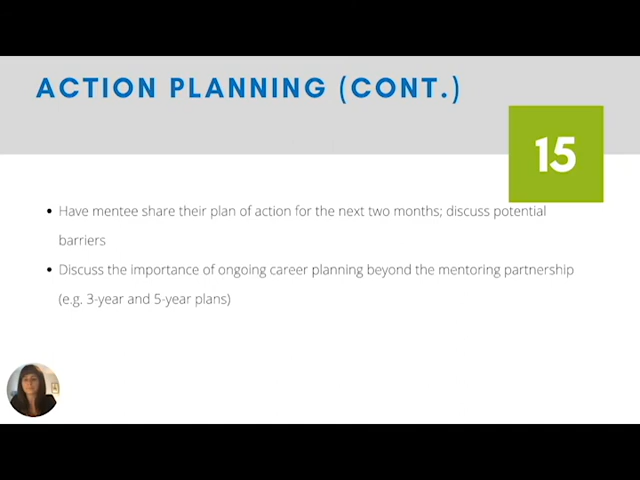 ACTION PLANNING (CONT.)
15
Have mentee share their plan of action for the next two months; discuss potential
barriers
Discuss the importance of ongoing career planning beyond the mentoring partnership
(e.g. 3-year and 5-year plans)